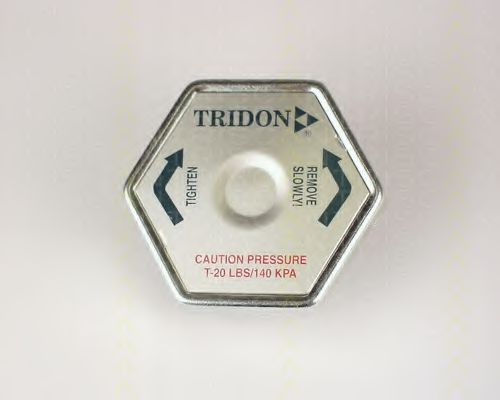 TRIDON
®
TIGHTEN
REMOVE
SLOWLY!
CAUTION PRESSURE
T-20 LBS/140 KPA